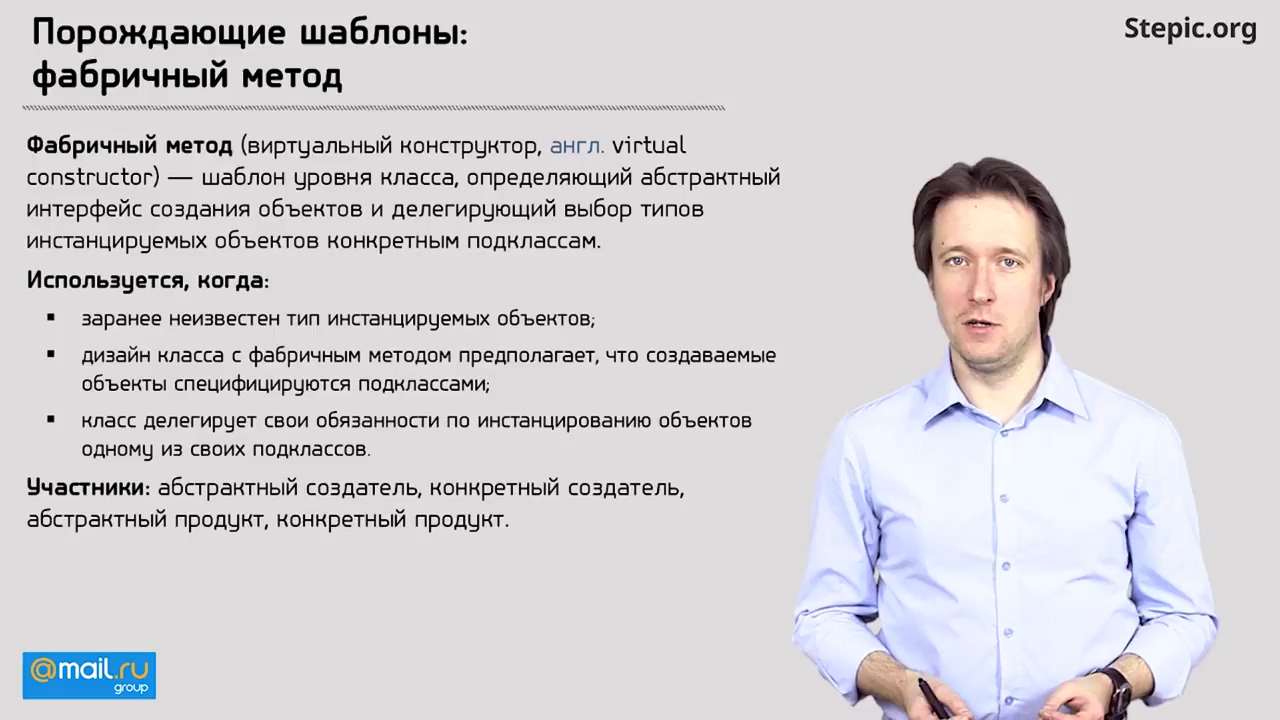 Порождающие шаблоны:
фабричный метод
Stepic.org
Фабричный метод (виртуальный конструктор, англ. virtual
constructor) — шаблон уровня класса, определяющий абстрактный
интерфейс создания объектов и делегирующий выбор типов
инстанцируемых объектов конкретным подклассам.
Используется, когда:
▪ заранее неизвестен тип инстанцируемых объектов;
▪ дизайн класса с фабричным методом предполагает, что создаваемые
объекты специфицируются подклассами;
▪ класс делегирует свои обязанности по инстанцированию объектов
одному из своих подклассов.
Участники: абстрактный создатель, конкретный создатель,
абстрактный продукт, конкретный продукт.
@mail.ru
group